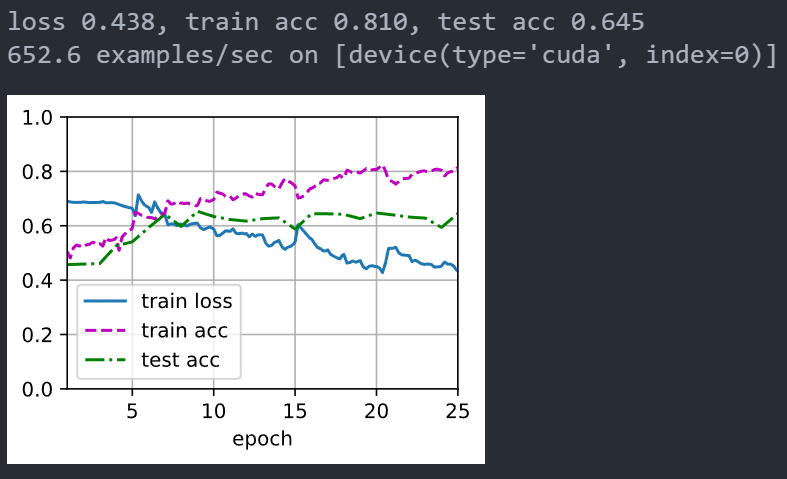 loss 0.438, train acc 0.810, test acc 0.645
652.6 examples/sec on [device(type='cuda', index=0)]
1.0
0.8
0.6
0.4
0.2
0.0
train loss
train acc
test acc
5 10 15 20 25
epoch